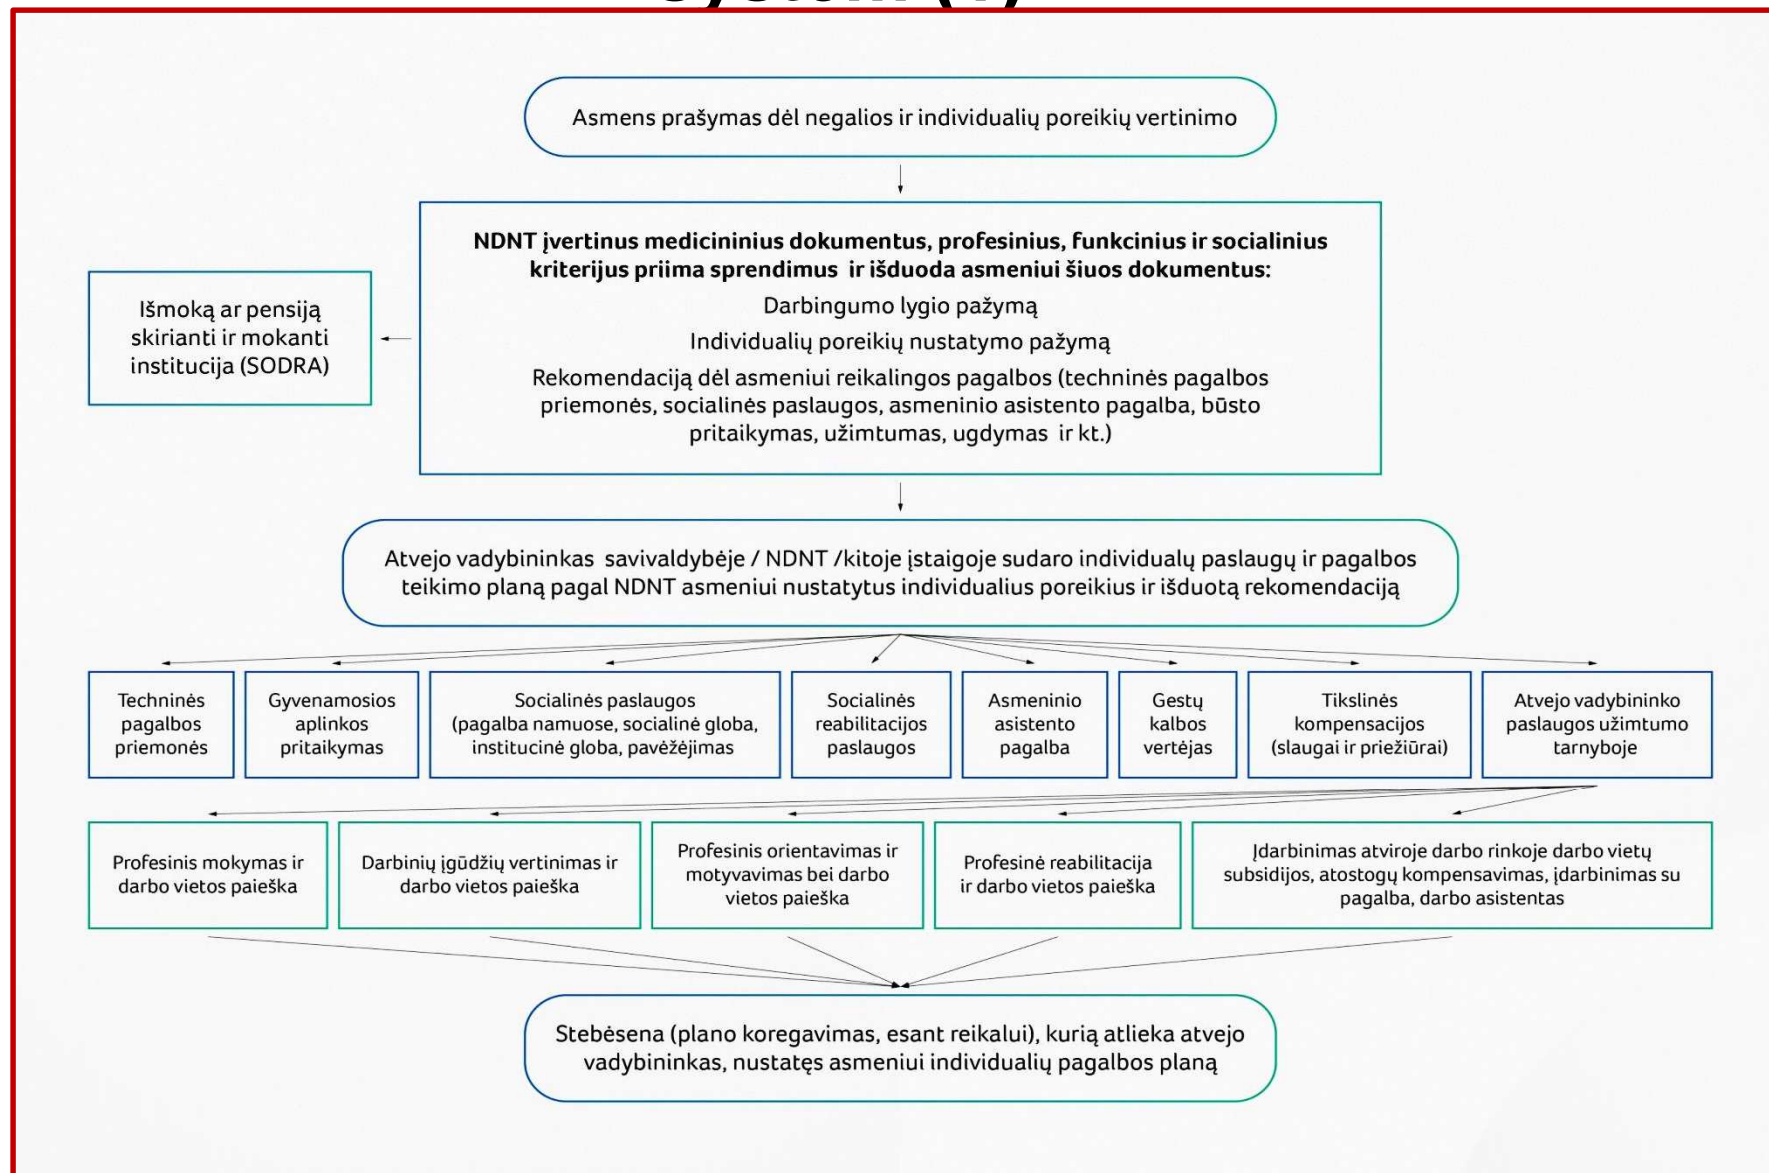 Asmens prašymas dėl negalios ir individualių poreikių vertinimo
NDNT įvertinus medicininius dokumentus, profesinius, funkcinius ir socialinius
kriterijus priima sprendimus ir išduoda asmeniui šiuos dokumentus:
Darbingumo lygio pažymą
Individualių poreikių nustatymo pažymą
Rekomendaciją dėl asmeniui reikalingos pagalbos (techninės pagalbos
priemonės, socialinės paslaugos, asmeninio asistento pagalba, būsto
pritaikymas, užimtumas, ugdymas ir kt.)
Išmoką ar pensiją
skirianti ir mokanti
institucija (SODRA)
Atvejo vadybininkas savivaldybėje / NDNT /kitoje įstaigoje sudaro individualų paslaugų ir pagalbos
teikimo planą pagal NDNT asmeniui nustatytus individualius poreikius ir išduotą rekomendaciją
Techninės
pagalbos
priemonės
Gyvenamosios
aplinkos
pritaikymas
Socialinės paslaugos
(pagalba namuose, socialinė globa,
institucinė globa, pavėžėjimas
Socialinės
reabilitacijos
paslaugos
Asmeninio
asistento
pagalba
Gestų
kalbos
vertėjas
Tikslinės
kompensacijos
(slaugai ir priežiūrai)
Atvejo vadybininko
paslaugos užimtumo
tarnyboje
Profesinis mokymas ir
darbo vietos paieška
Darbinių įgūdžių vertinimas ir
darbo vietos paieška
Profesinis orientavimas ir
motyvavimas bei darbo
vietos paieška
Profesinė reabilitacija
ir darbo vietos paieška
Įdarbinimas atviroje darbo rinkoje darbo vietų
subsidijos, atostogų kompensavimas, įdarbinimas su
pagalba, darbo asistentas
Stebėsena (plano koregavimas, esant reikalui), kurią atlieka atvejo
vadybininkas, nustatęs asmeniui individualių pagalbos planą